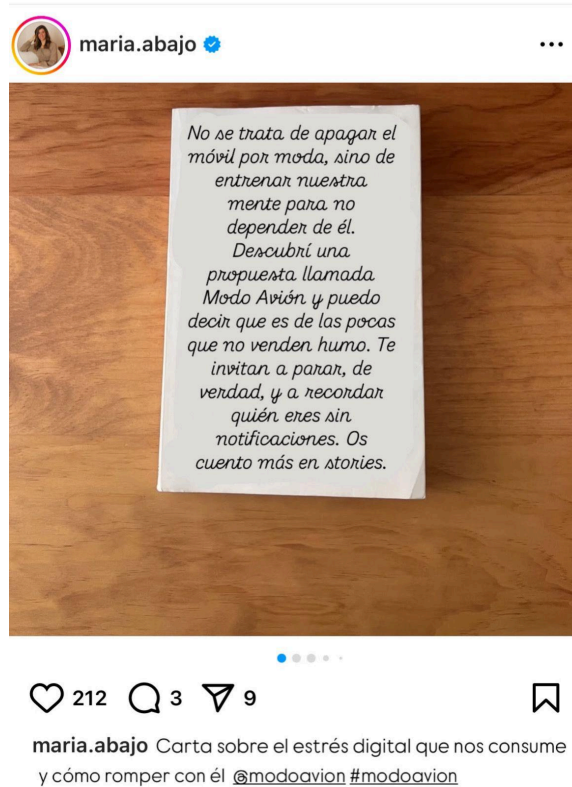 maria.abajo
No se trata de apagar el
móvil por moda, sino de
entrenar nuestra
mente para no
depender de él.
Descubrí una
propuesta llamada
Modo Avión y puedo
decir que es de las pocas
que no venden humo. Te
invitan a parar, de
verdad, y a recordar
quién eres sin
notificaciones. Os
cuento más en stories.
212 3 9
maria.abajo Carta sobre el estrés digital que nos consume
y cómo romper con él @modoavion #modoavion